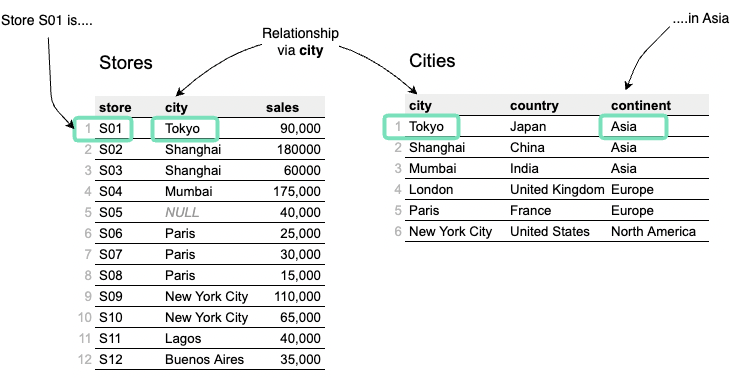 Store S01 is....
Relationship
via city
....in Asia
Stores
store city sales
1 S01 Tokyo 90,000
2 S02 Shanghai 180000
3 S03 Shanghai 60000
4 S04 Mumbai 175,000
5 S05 NULL 40,000
6 S06 Paris 25,000
7 S07 Paris 30,000
8 S08 Paris 15,000
9 S09 New York City 110,000
10 S10 New York City 65,000
11 S11 Lagos 40,000
12 S12 Buenos Aires 35,000
Cities
city country continent
1 Tokyo Japan Asia
2 Shanghai China Asia
3 Mumbai India Asia
4 London United Kingdom Europe
5 Paris France Europe
6 New York City United States North America